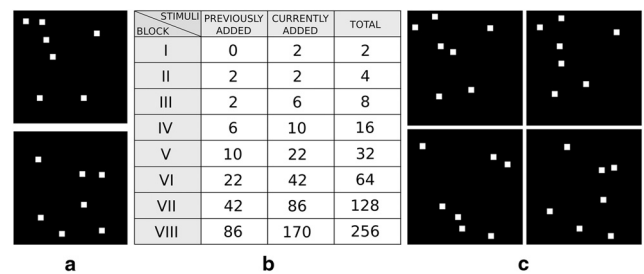 STIMULI PREVIOUSLY ADDED CURRENTLY ADDED TOTAL
BLOCK
I 0 2 2
II 2 2 4
III 2 6 8
IV 6 10 16
V 10 22 32
VI 22 42 64
VII 42 86 128
VIII 86 170 256
a b c